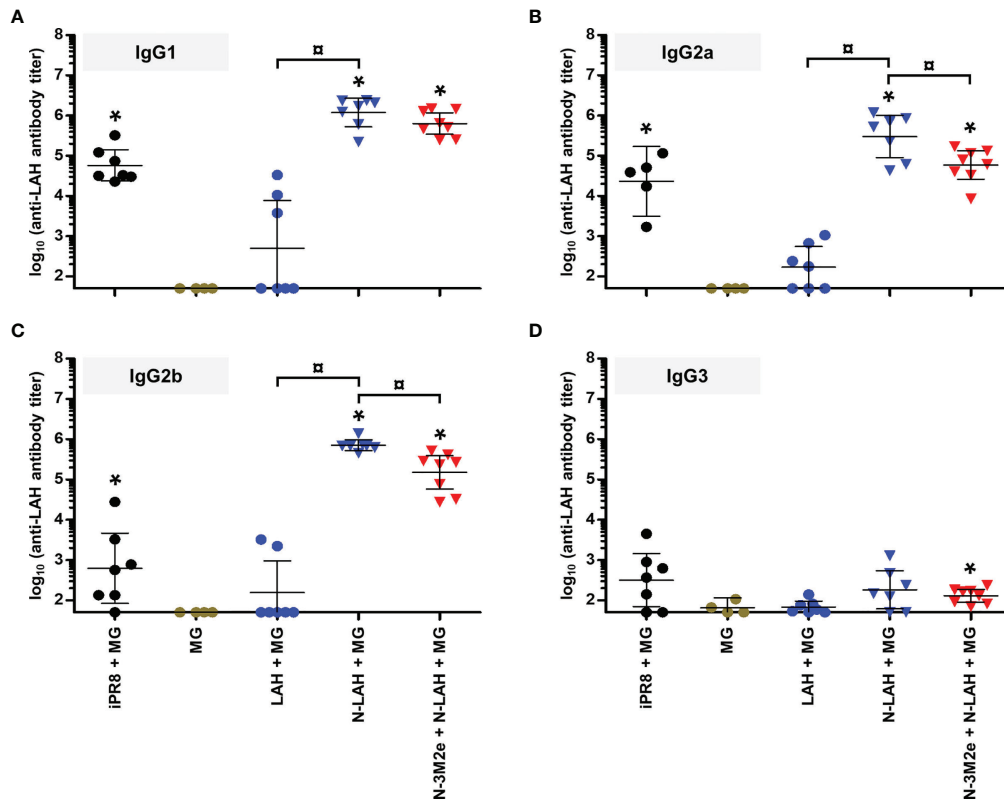 A
IgG1
log₁₀ (anti-LAH antibody titer)
8
7
6
5
4
3
2
*
¤
*
*
B
IgG2a
log₁₀ (anti-LAH antibody titer)
8
7
6
5
4
3
2
*
¤
*
¤
*
C
IgG2b
log₁₀ (anti-LAH antibody titer)
8
7
6
5
4
3
2
*
¤
*
¤
*
D
IgG3
log₁₀ (anti-LAH antibody titer)
8
7
6
5
4
3
2
*
iPR8 + MG
MG
LAH + MG
N-LAH + MG
N-3M2e + N-LAH + MG
iPR8 + MG
MG
LAH + MG
N-LAH + MG
N-3M2e + N-LAH + MG